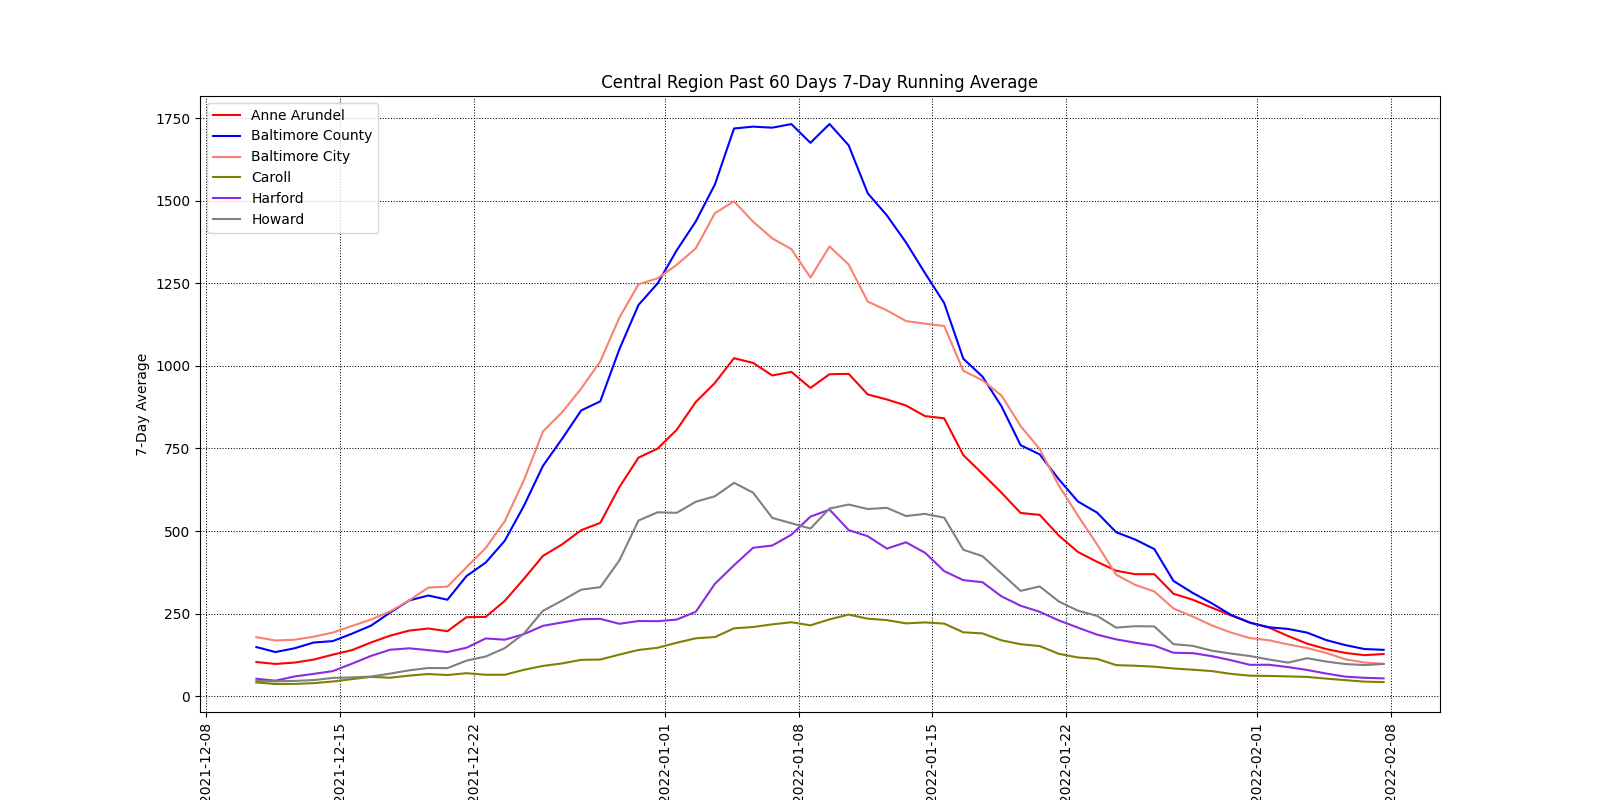 Central Region Past 60 Days 7-Day Running Average
Anne Arundel
Baltimore County
Baltimore City
Caroll
Harford
Howard
7-Day Average
1750
1500
1250
1000
750
500
250
0
2021-12-08
2021-12-15
2021-12-22
2022-01-01
2022-01-08
2022-01-15
2022-01-22
2022-02-01
2022-02-08